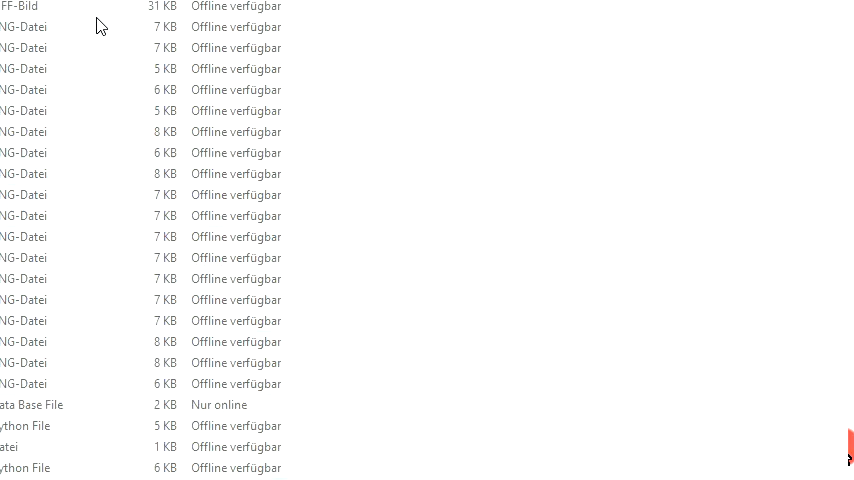 FF-Bild 31 KB Offline verfügbar
NG-Datei 7 KB Offline verfügbar
NG-Datei 7 KB Offline verfügbar
NG-Datei 5 KB Offline verfügbar
NG-Datei 6 KB Offline verfügbar
NG-Datei 5 KB Offline verfügbar
NG-Datei 8 KB Offline verfügbar
NG-Datei 6 KB Offline verfügbar
NG-Datei 8 KB Offline verfügbar
NG-Datei 7 KB Offline verfügbar
NG-Datei 7 KB Offline verfügbar
NG-Datei 7 KB Offline verfügbar
NG-Datei 7 KB Offline verfügbar
NG-Datei 7 KB Offline verfügbar
NG-Datei 7 KB Offline verfügbar
NG-Datei 7 KB Offline verfügbar
NG-Datei 8 KB Offline verfügbar
NG-Datei 8 KB Offline verfügbar
NG-Datei 6 KB Offline verfügbar
ata Base File 2 KB Nur online
ython File 5 KB Offline verfügbar
atei 1 KB Offline verfügbar
ython File 6 KB Offline verfügbar